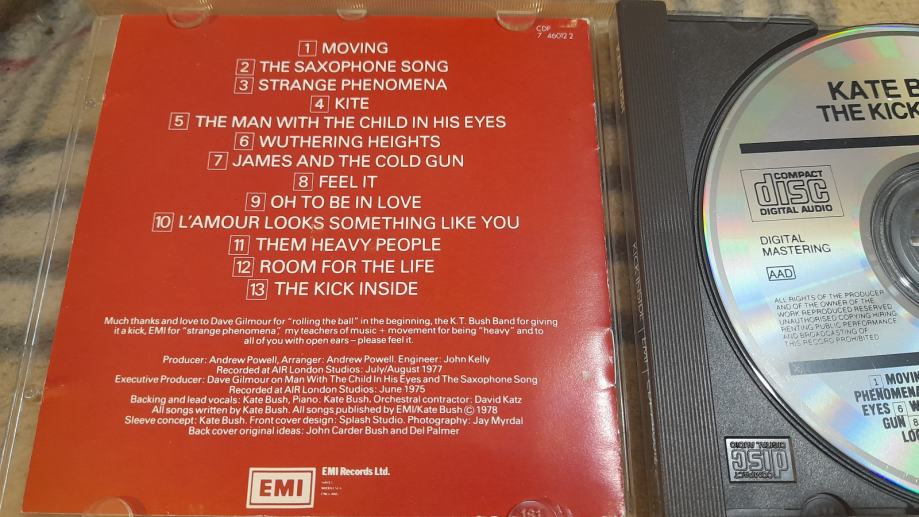 CDP
7 46012 2
1 MOVING
2 THE SAXOPHONE SONG
3 STRANGE PHENOMENA
4 KITE
5 THE MAN WITH THE CHILD IN HIS EYES
6 WUTHERING HEIGHTS
7 JAMES AND THE COLD GUN
8 FEEL IT
9 OH TO BE IN LOVE
10 L'AMOUR LOOKS SOMETHING LIKE YOU
11 THEM HEAVY PEOPLE
12 ROOM FOR THE LIFE
13 THE KICK INSIDE
Much thanks and love to Dave Gilmour for "rolling the ball" in the beginning, the K.T. Bush Band for giving
it a kick, EMI for "strange phenomena", my teachers of music + movement for being "heavy" and to
all of you with open ears – please feel it.
Producer: Andrew Powell, Arranger: Andrew Powell. Engineer: John Kelly
Recorded at AIR London Studios: July/August 1977
Executive Producer: Dave Gilmour on Man With The Child In His Eyes and The Saxophone Song
Recorded at AIR London Studios: June 1975
Backing and lead vocals: Kate Bush, Piano: Kate Bush. Orchestral contractor: David Katz
All songs written by Kate Bush. All songs published by EMI/Kate Bush © 1978
Sleeve concept: Kate Bush. Front cover design: Splash Studio. Photography: Jay Myrdal
Back cover original ideas: John Carder Bush and Del Palmer
EMI
EMI Records Ltd.
KATE B
THE KICK
COMPACT
disc
DIGITAL AUDIO
DIGITAL
MASTERING
AAD
ALL RIGHTS OF THE PRODUCER
AND OF THE OWNER OF THE
WORK REPRODUCED RESERVED
UNAUTHORISED COPYING HIRING
RENTING PUBLIC PERFORMANCE
AND BROADCASTING OF
THIS RECORD PROHIBITED
1 MOVIN
PHENOMENA
EYES 6
GUN 8
LO
COMPACT
disc
DIGITAL AUDIO